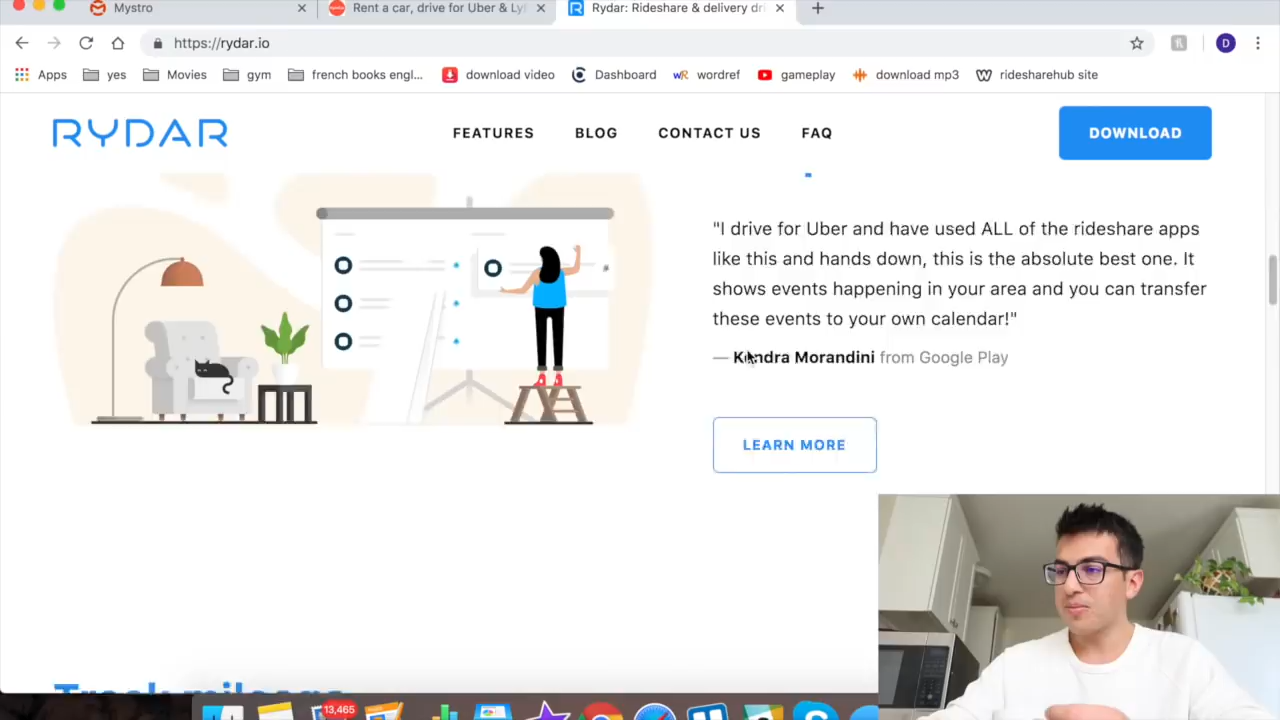 Mystro
Rent a car, drive for Uber & Lyf
Rydar: Rideshare & delivery dri
https://rydar.io
D
Apps
yes
Movies
gym
french books engl...
download video
Dashboard
wordref
gameplay
download mp3
ridesharehub site
RYDAR
FEATURES
BLOG
CONTACT US
FAQ
DOWNLOAD
"I drive for Uber and have used ALL of the rideshare apps
like this and hands down, this is the absolute best one. It
shows events happening in your area and you can transfer
these events to your own calendar!"
— Kendra Morandini from Google Play
LEARN MORE
Track mileage
13,465